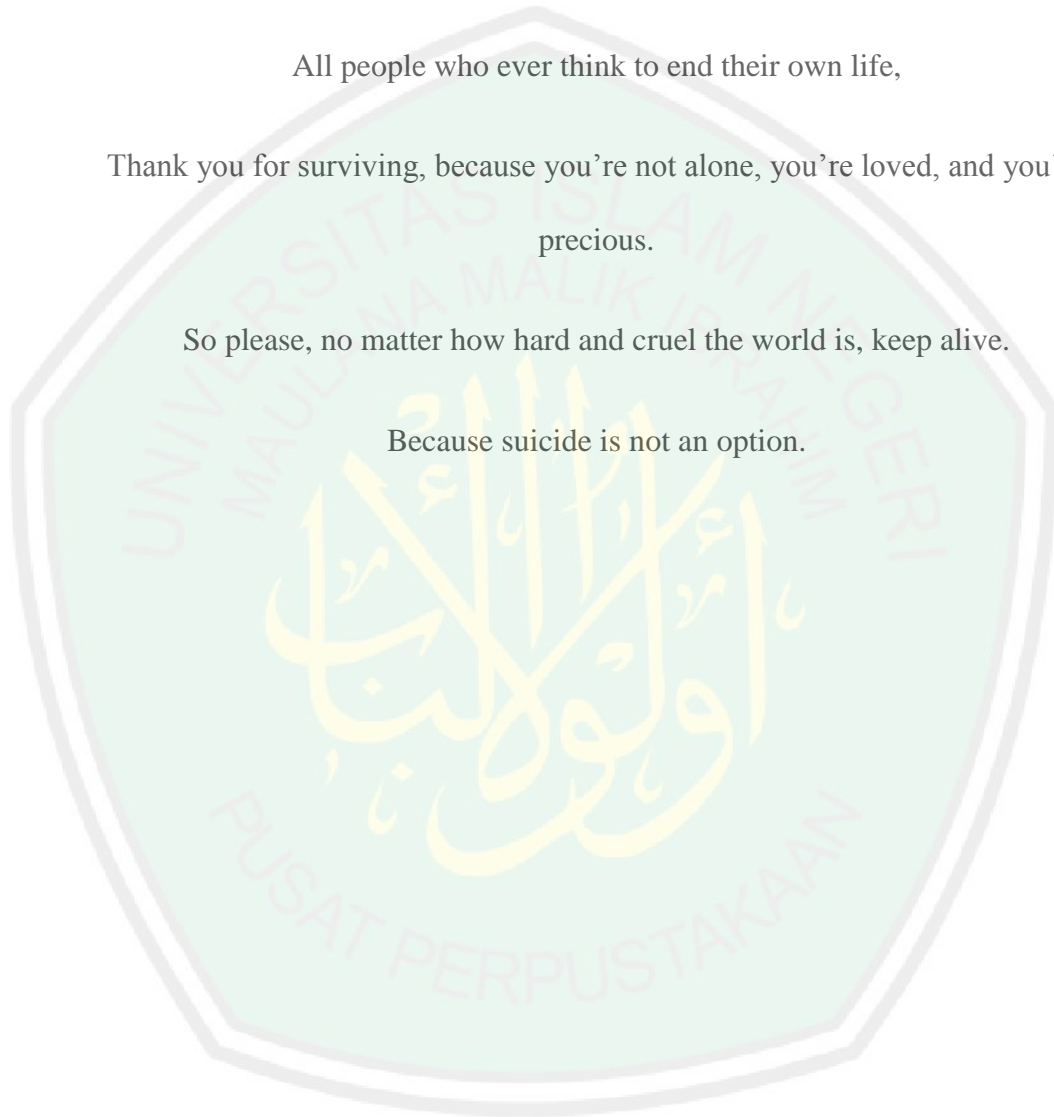 All people who ever think to end their own life,
Thank you for surviving, because you’re not alone, you’re loved, and you’
precious.
So please, no matter how hard and cruel the world is, keep alive.
Because suicide is not an option.
UNIVERSITAS ISLAM NEGERI
MAULANA MALIK IBRAHIM
أولوا الألباب
PUSAT PERPUSTAKAAN